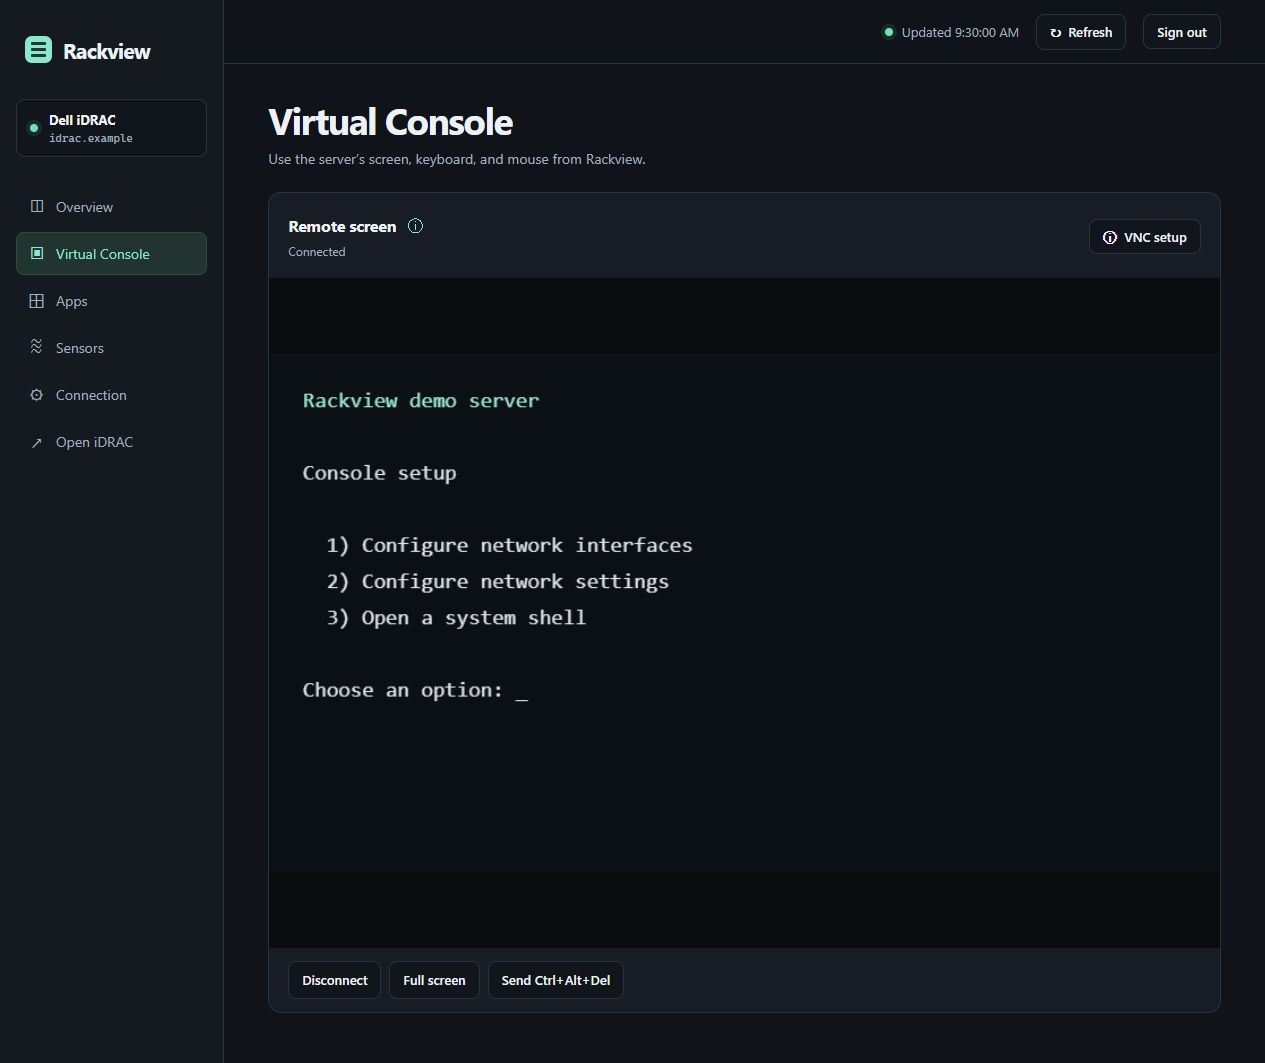 Rackview
Updated 9:30:00 AM
Refresh
Sign out
Dell iDRAC
idrac.example
Overview
Virtual Console
Apps
Sensors
Connection
Open iDRAC
Virtual Console
Use the server’s screen, keyboard, and mouse from Rackview.
Remote screen
Connected
VNC setup
Rackview demo server
Console setup
1) Configure network interfaces
2) Configure network settings
3) Open a system shell
Choose an option: _
Disconnect
Full screen
Send Ctrl+Alt+Del